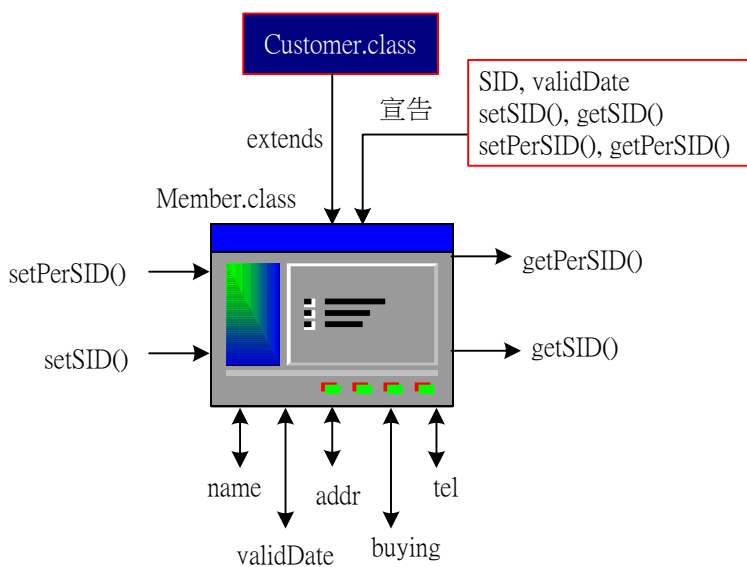 Customer.class
SID, validDate
setSID(), getSID()
setPerSID(), getPerSID()
宣告
extends
Member.class
setPerSID()
getPerSID()
setSID()
getSID()
name
addr
tel
validDate
buying